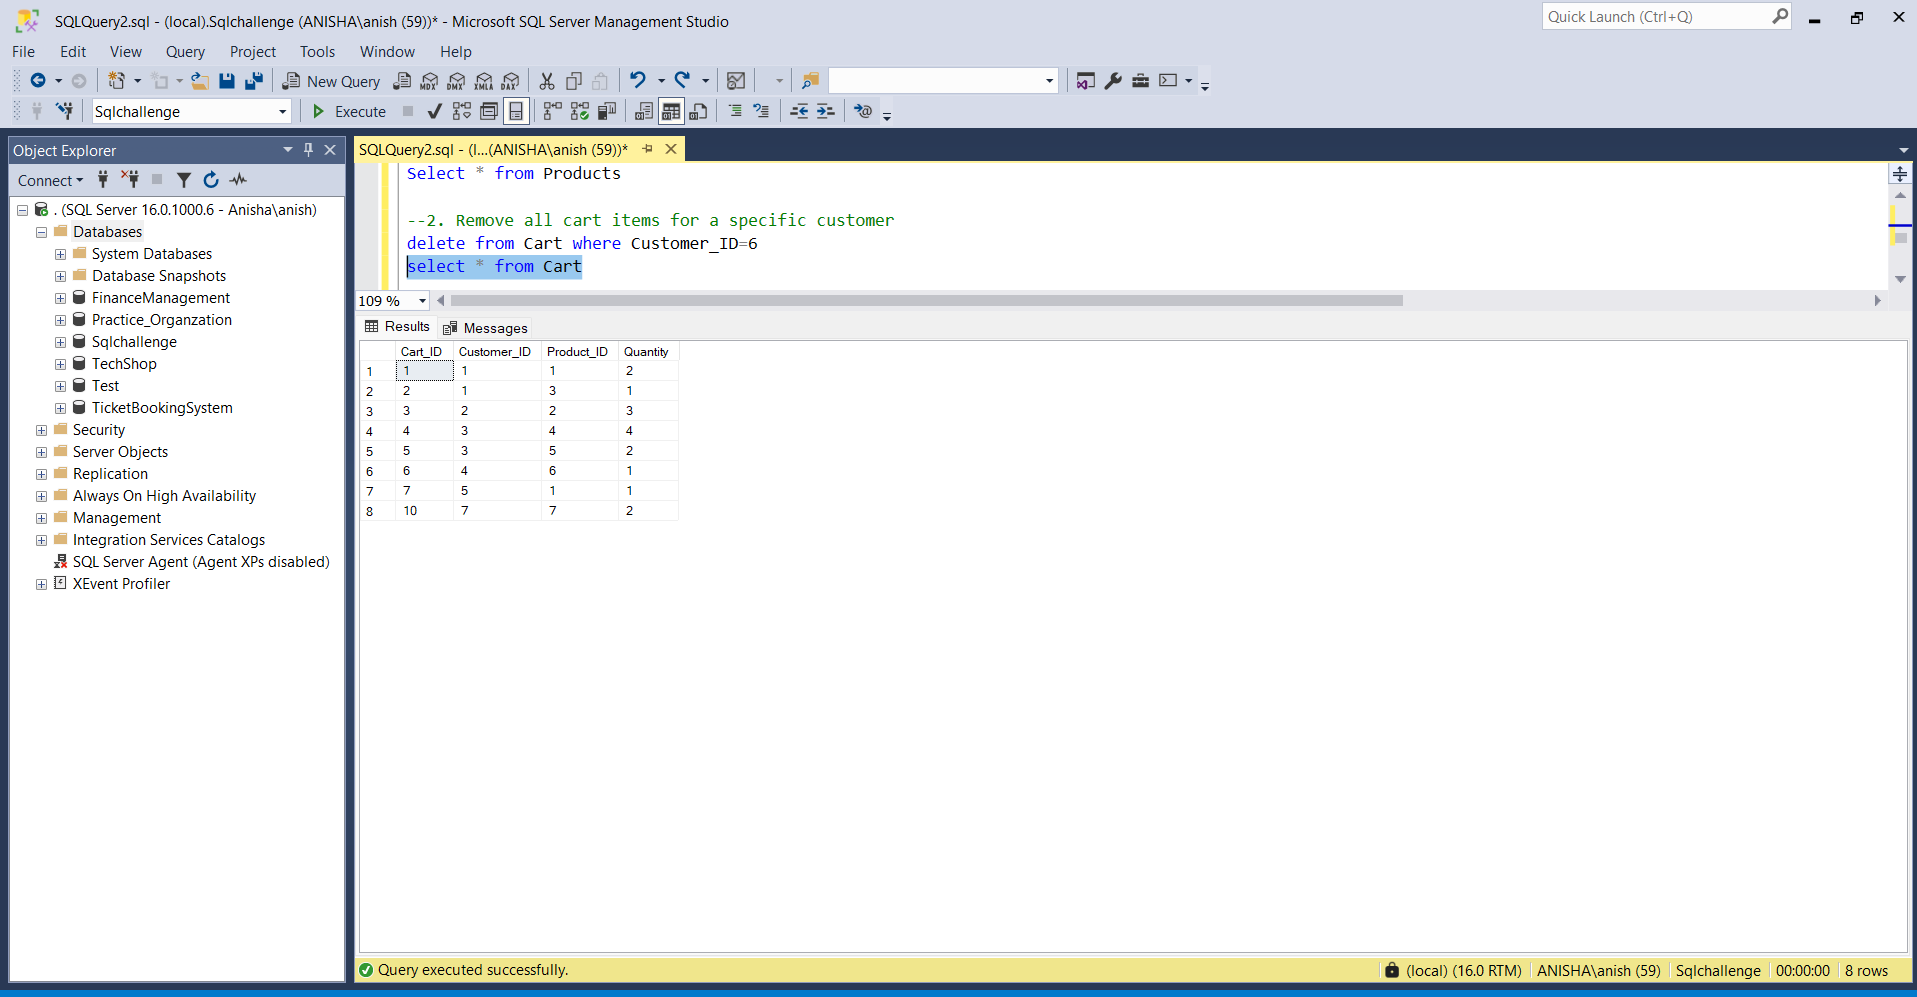 SQLQuery2.sql - (local).Sqlchallenge (ANISHA\anish (59))* - Microsoft SQL Server Management Studio
Quick Launch (Ctrl+Q)
File Edit View Query Project Tools Window Help
New Query
MDX DMX XMLA DAX
Sqlchallenge
Execute
Object Explorer
Connect
. (SQL Server 16.0.1000.6 - Anisha\anish)
Databases
System Databases
Database Snapshots
FinanceManagement
Practice_Organzation
Sqlchallenge
TechShop
Test
TicketBookingSystem
Security
Server Objects
Replication
Always On High Availability
Management
Integration Services Catalogs
SQL Server Agent (Agent XPs disabled)
XEvent Profiler
SQLQuery2.sql - (l...(ANISHA\anish (59))*
Select * from Products
--2. Remove all cart items for a specific customer
delete from Cart where Customer_ID=6
select * from Cart
109 %
Results Messages
Cart_ID Customer_ID Product_ID Quantity
1 1 1 1 2
2 2 1 3 1
3 3 2 2 3
4 4 3 4 4
5 5 3 5 2
6 6 4 6 1
7 7 5 1 1
8 10 7 7 2
Query executed successfully.
(local) (16.0 RTM) ANISHA\anish (59) Sqlchallenge 00:00:00 8 rows